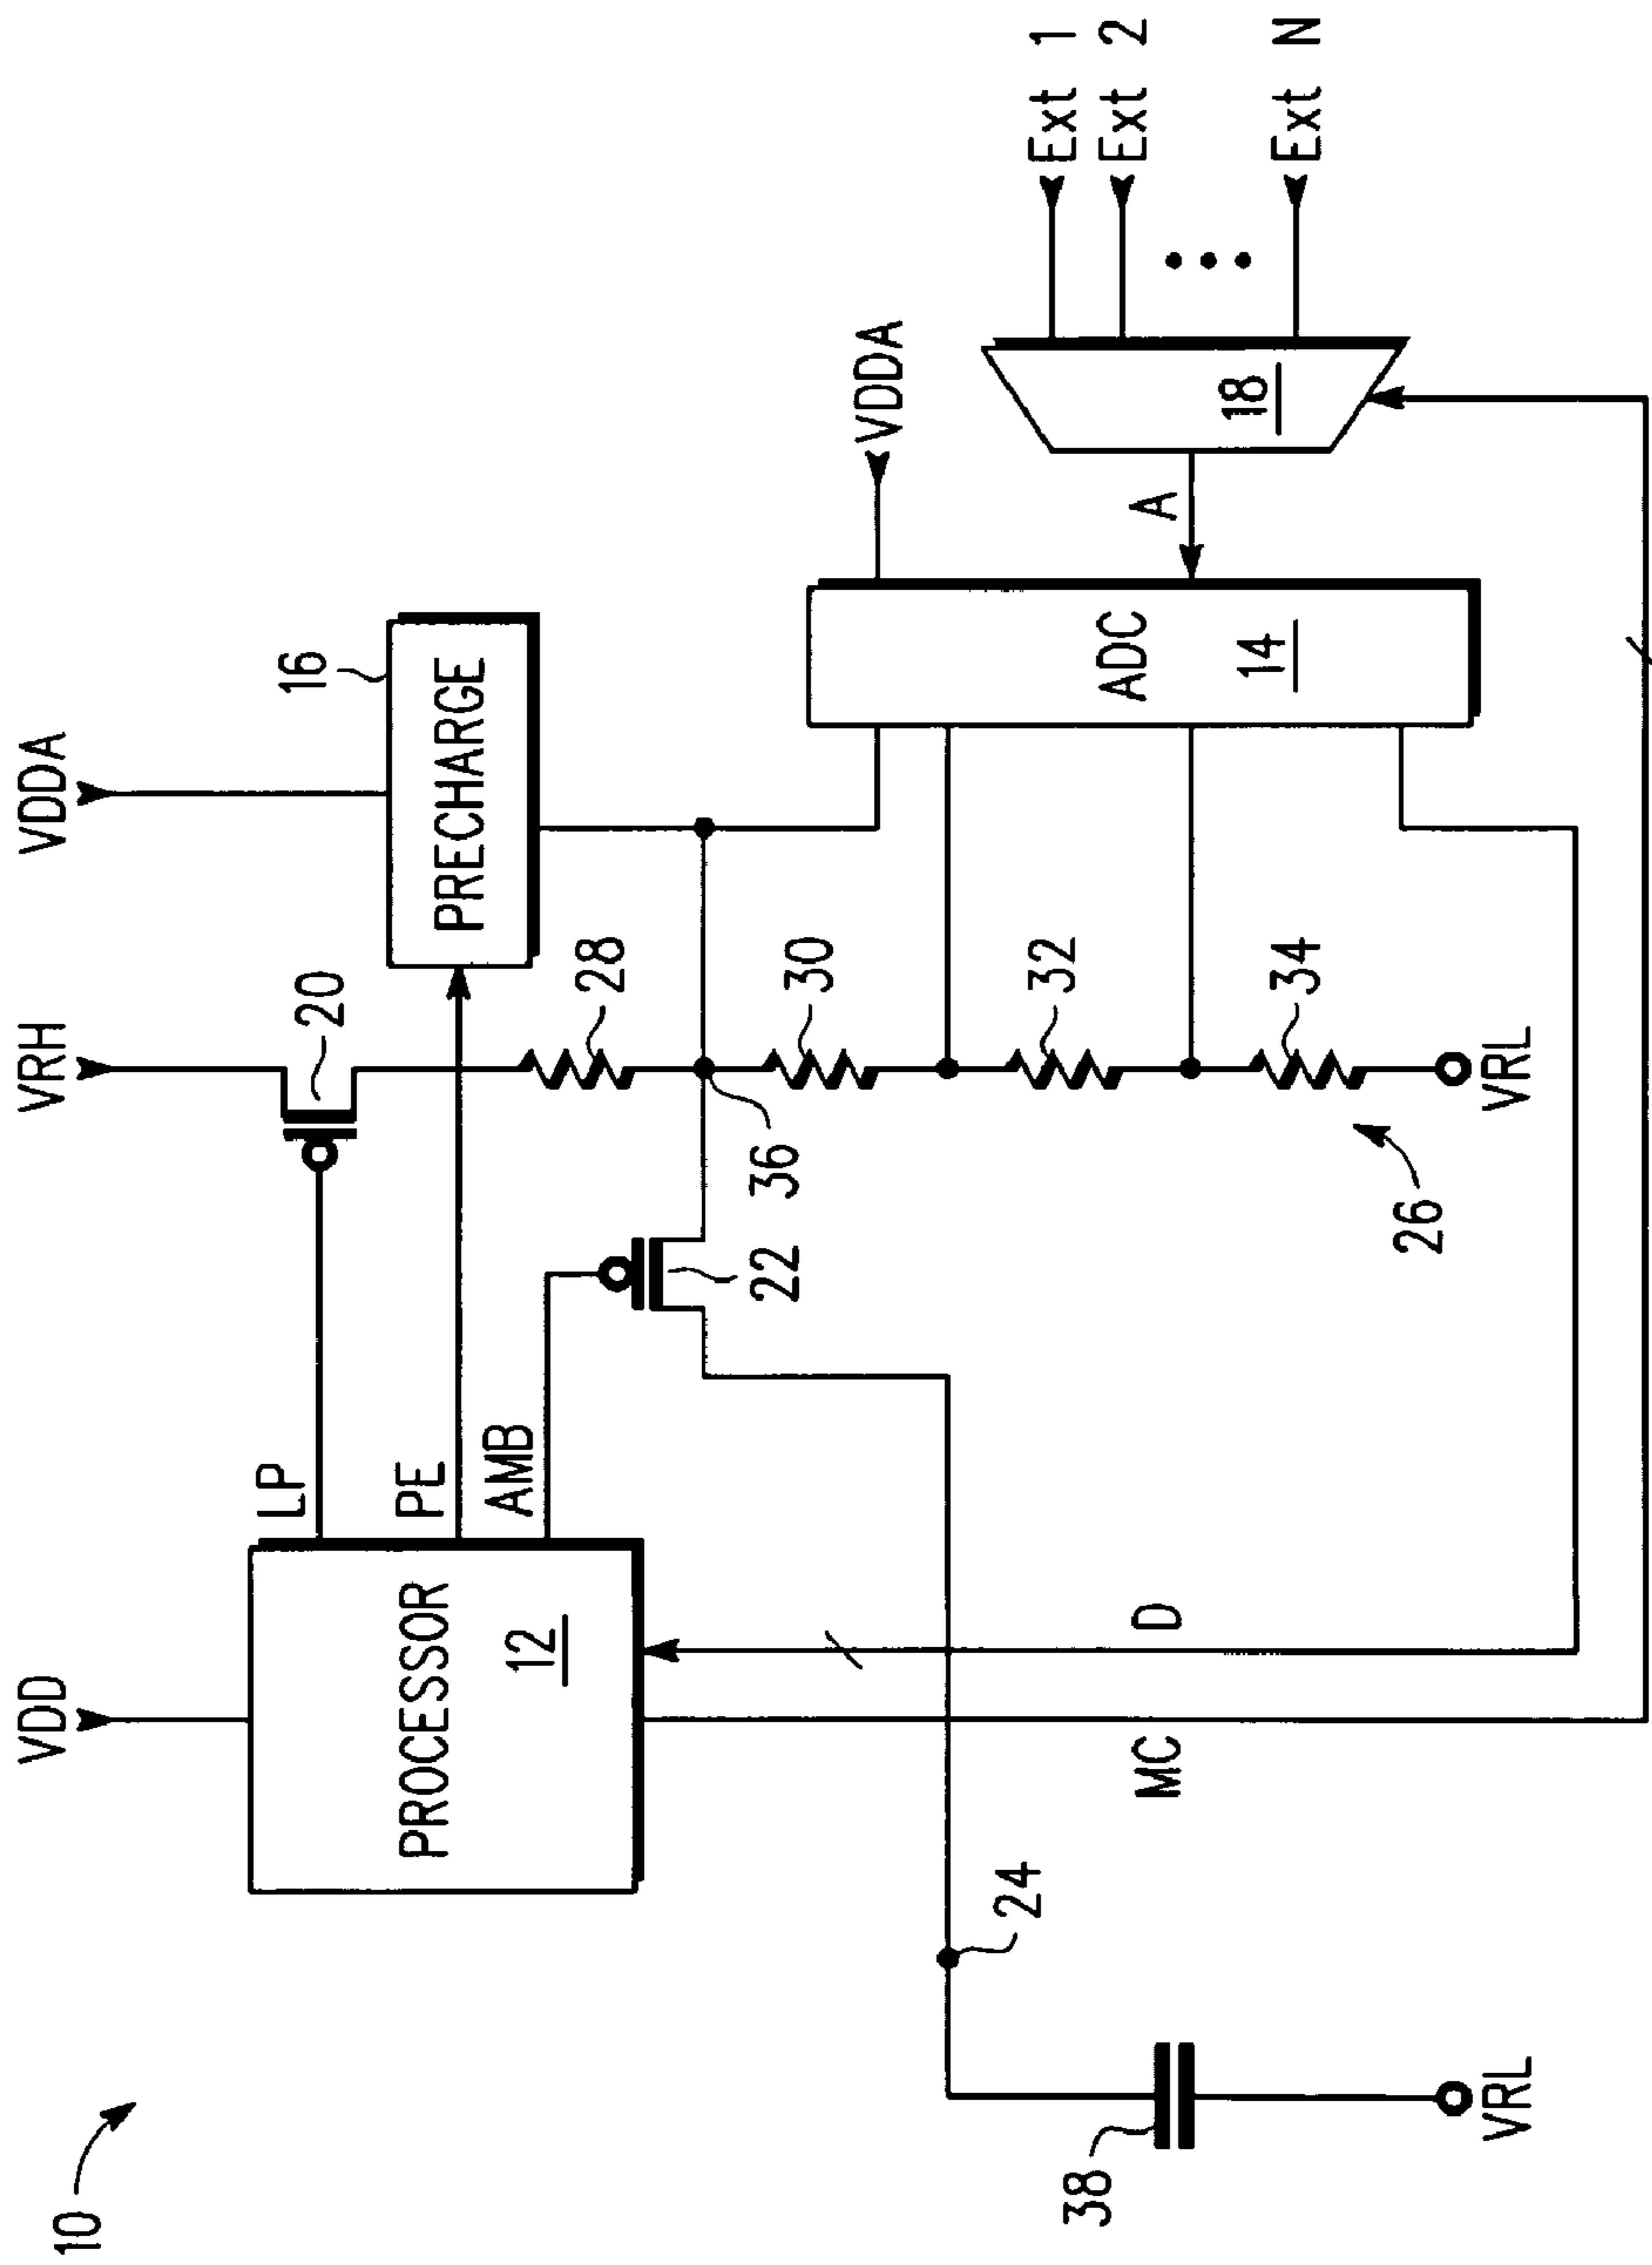 10
VDD
VRH
VDDA
PROCESSOR
12
LP
PE
AMB
20
16
PRECHARGE
28
22
36
30
32
34
26
VRL
24
38
VRL
MC
D
ADC
14
VDDA
A
18
Ext 1
Ext 2
Ext N